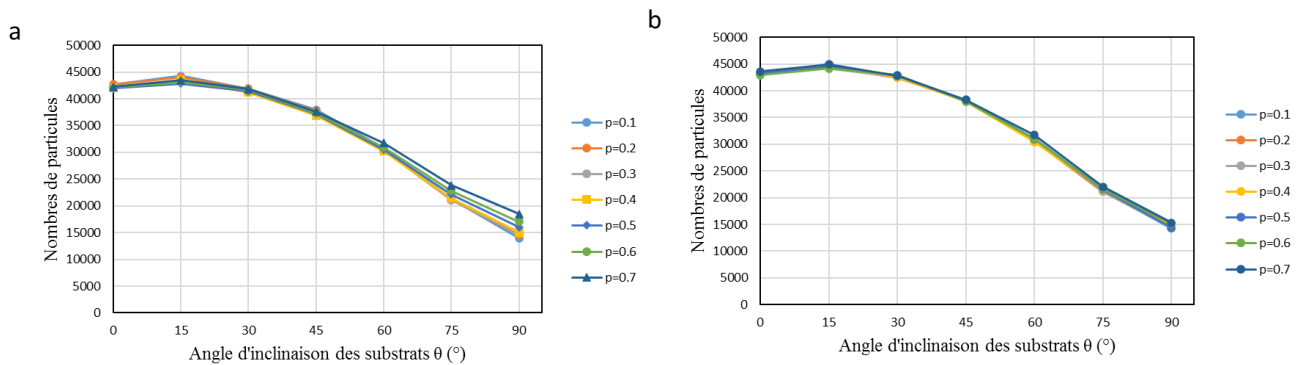 a
50000
45000
40000
35000
30000
25000
20000
15000
10000
5000
0
Nombres de particules
0 15 30 45 60 75 90
Angle d'inclinaison des substrats θ (°)
p=0.1
p=0.2
p=0.3
p=0.4
p=0.5
p=0.6
p=0.7
b
50000
45000
40000
35000
30000
25000
20000
15000
10000
5000
0
Nombres de particules
0 15 30 45 60 75 90
Angle d'inclinaison des substrats θ (°)
p=0.1
p=0.2
p=0.3
p=0.4
p=0.5
p=0.6
p=0.7